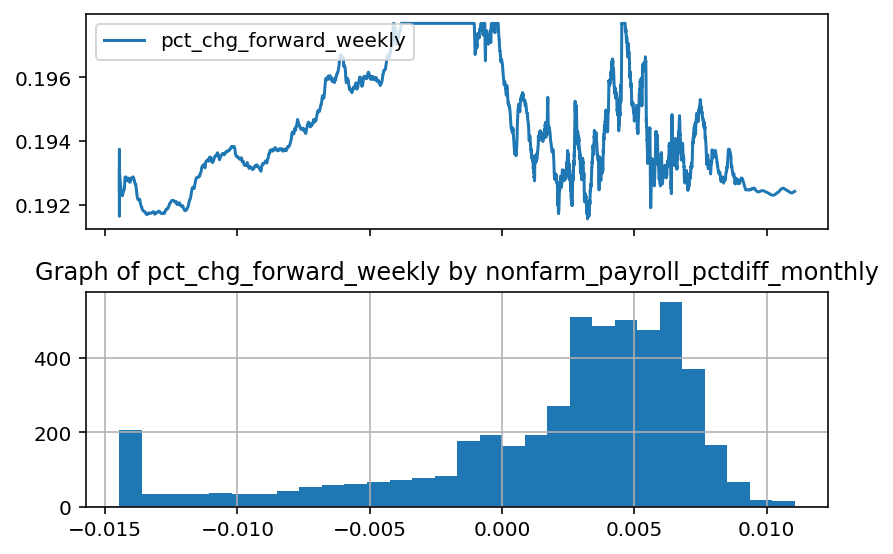 pct_chg_forward_weekly
0.196
0.194
0.192
Graph of pct_chg_forward_weekly by nonfarm_payroll_pctdiff_monthly
400
200
0
−0.015 −0.010 −0.005 0.000 0.005 0.010